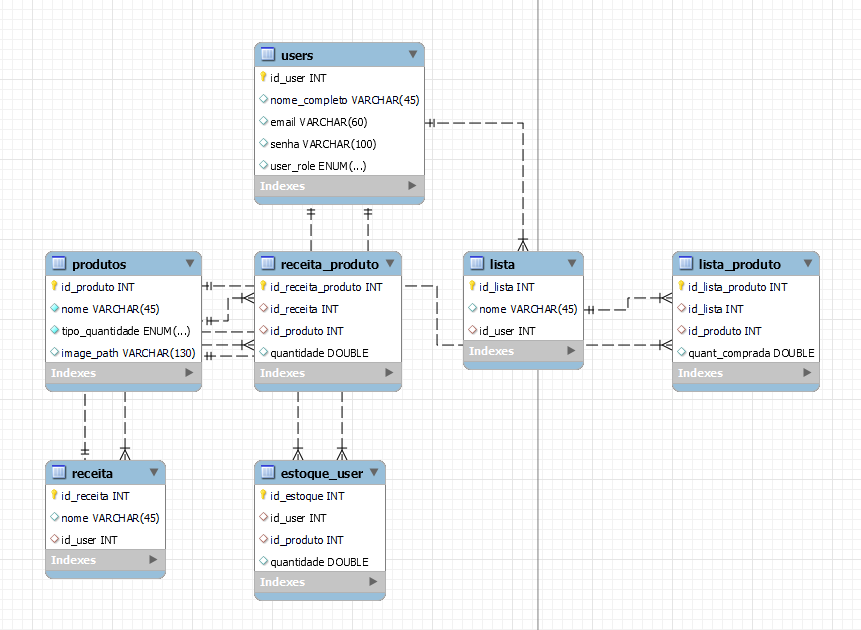 users
id_user INT
nome_completo VARCHAR(45)
email VARCHAR(60)
senha VARCHAR(100)
user_role ENUM(...)
Indexes
produtos
id_produto INT
nome VARCHAR(45)
tipo_quantidade ENUM(...)
image_path VARCHAR(130)
Indexes
receita_produto
id_receita_produto INT
id_receita INT
id_produto INT
quantidade DOUBLE
Indexes
lista
id_lista INT
nome VARCHAR(45)
id_user INT
Indexes
lista_produto
id_lista_produto INT
id_lista INT
id_produto INT
quant_comprada DOUBLE
Indexes
receita
id_receita INT
nome VARCHAR(45)
id_user INT
Indexes
estoque_user
id_estoque INT
id_user INT
id_produto INT
quantidade DOUBLE
Indexes